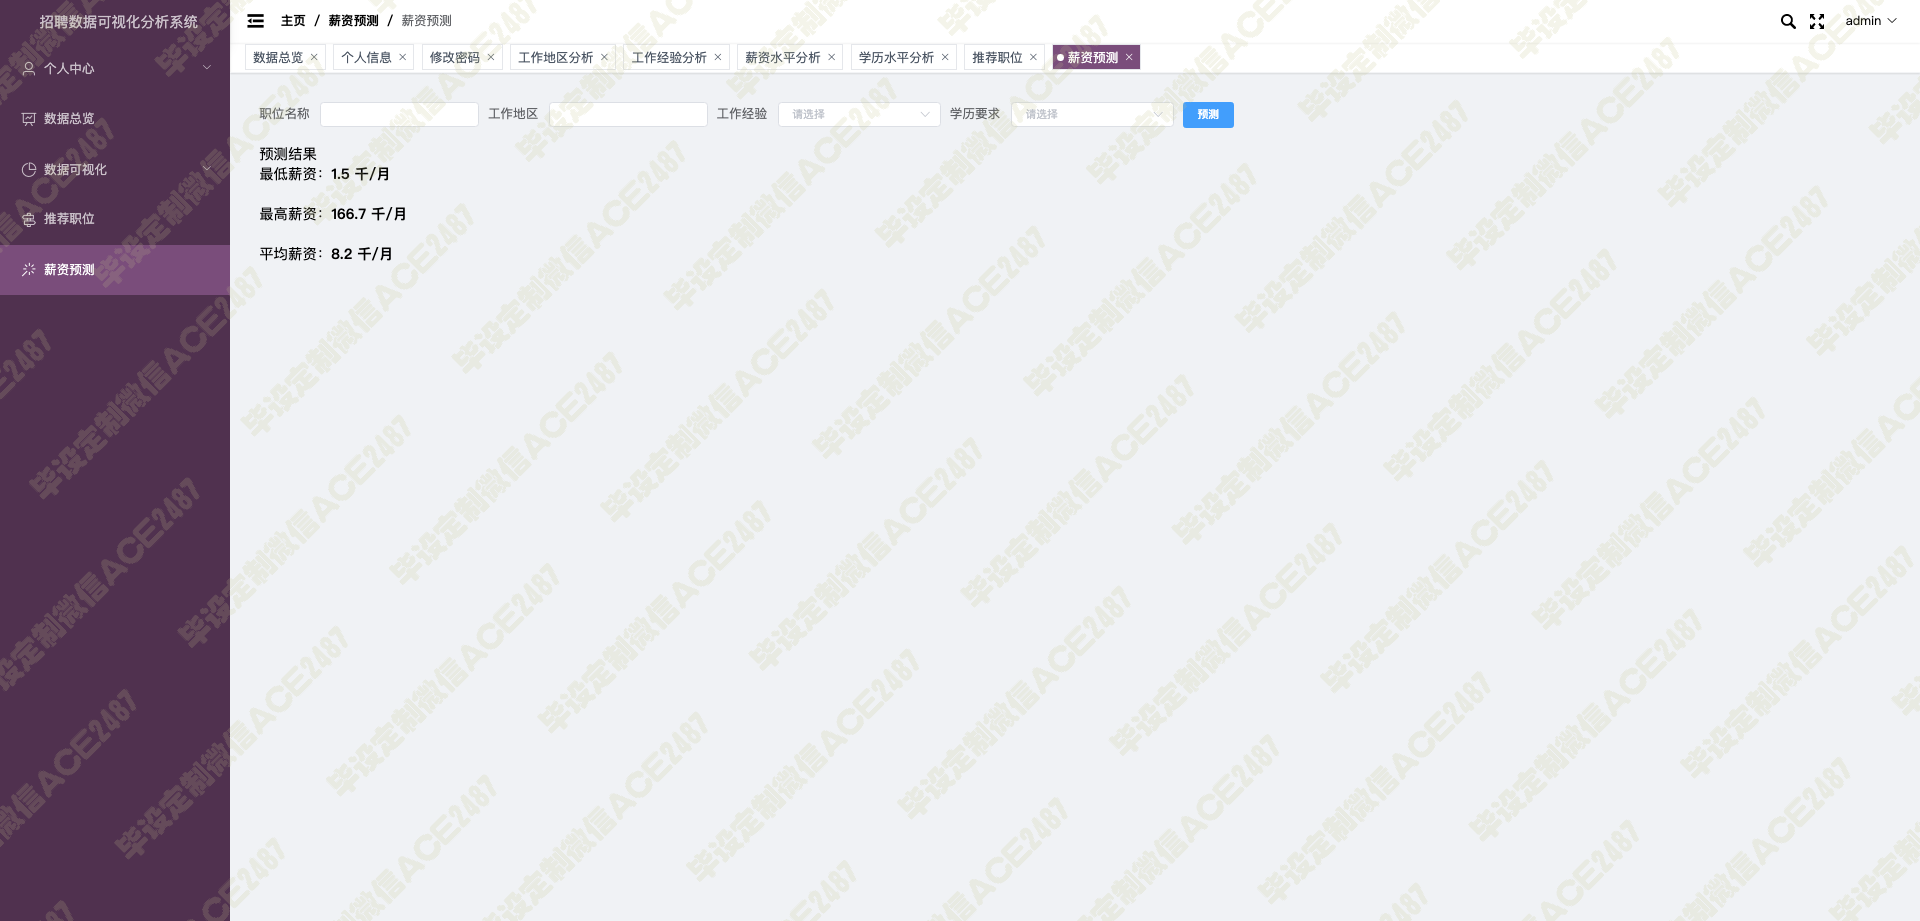 招聘数据可视化分析系统
个人中心
数据总览
数据可视化
推荐职位
薪资预测
主页 / 薪资预测 / 薪资预测
admin
数据总览 × 个人信息 × 修改密码 × 工作地区分析 × 工作经验分析 × 薪资水平分析 × 学历水平分析 × 推荐职位 × 薪资预测 ×
职位名称 工作地区 工作经验 请选择 学历要求 请选择 预测
预测结果
最低薪资：1.5 千/月
最高薪资：166.7 千/月
平均薪资：8.2 千/月
毕设定制微信ACE2487